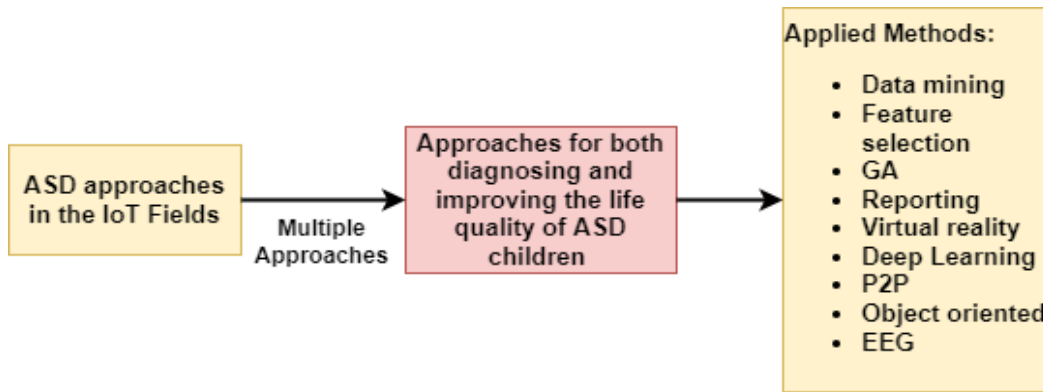 ASD approaches
in the IoT Fields
Multiple
Approaches
Approaches for both
diagnosing and
improving the life
quality of ASD
children
Applied Methods:
• Data mining
• Feature
selection
• GA
• Reporting
• Virtual reality
• Deep Learning
• P2P
• Object oriented
• EEG